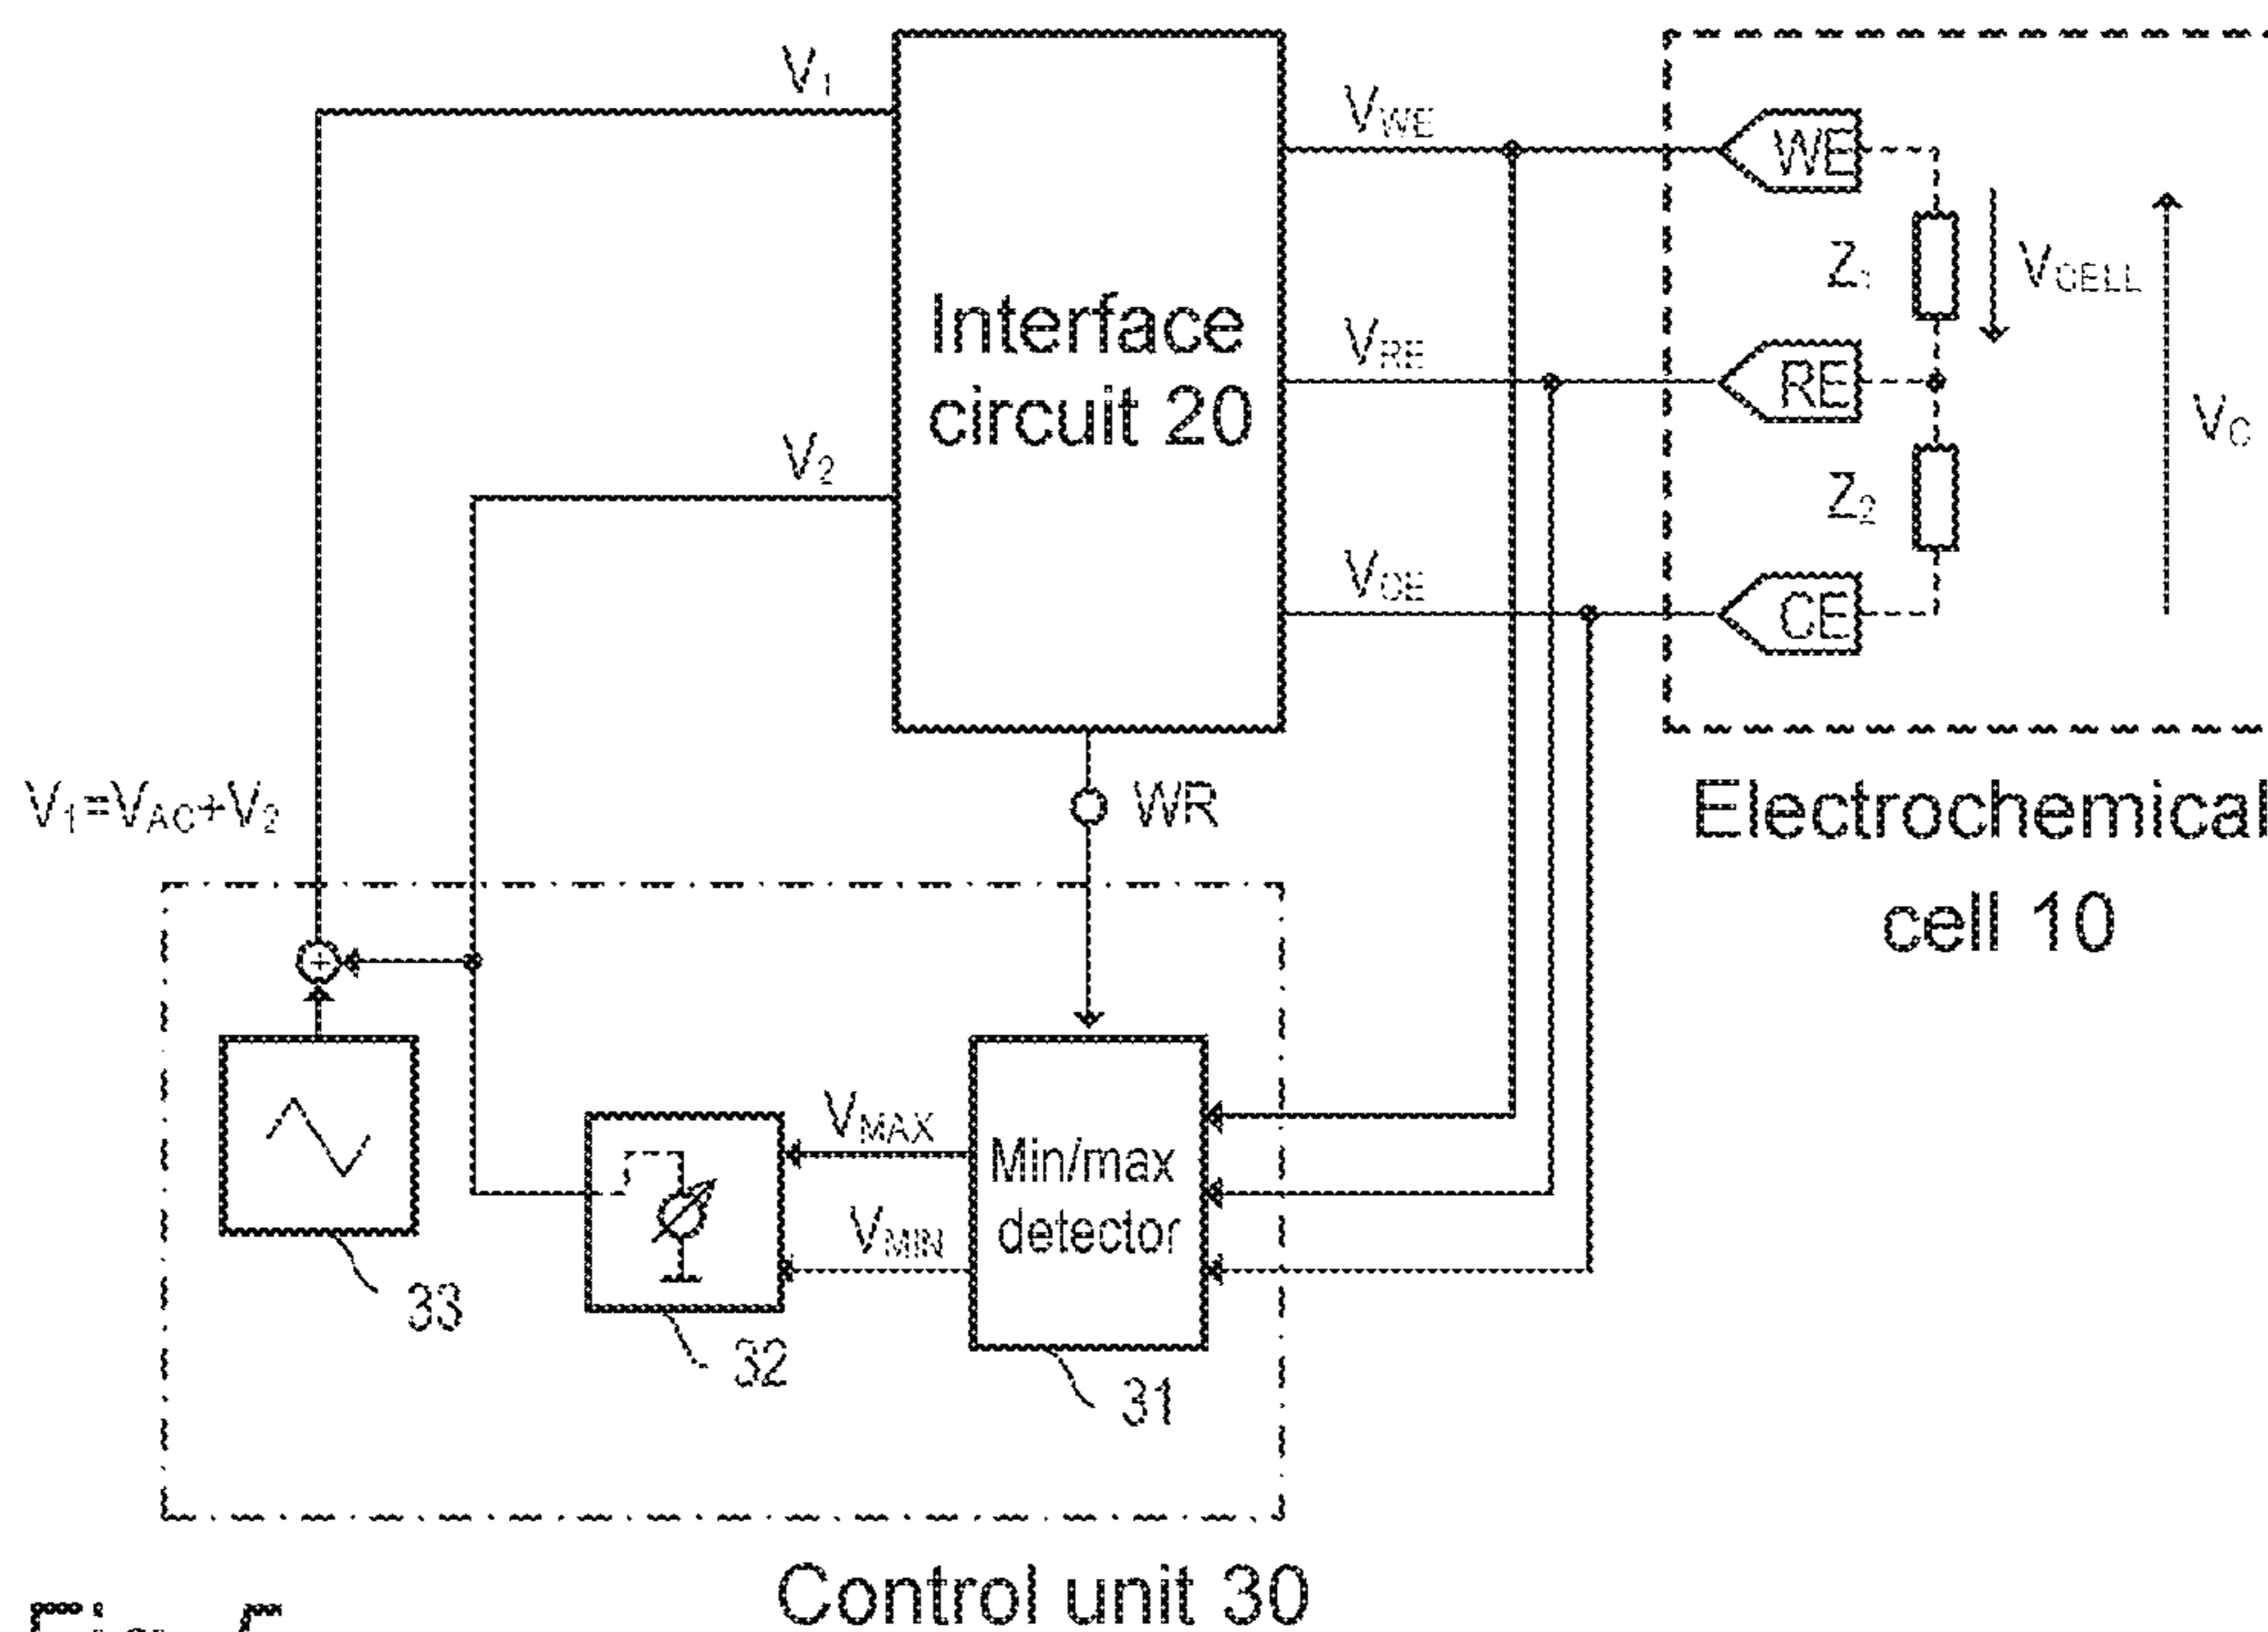 V1
VWE
WE
Z1
VCELL
Interface
circuit 20
VRE
RE
VC
V2
Z2
VCE
CE
V1=VAC+V2
WR
Electrochemical
cell 10
+
VMAX
Min/max
detector
VMIN
33
32
31
Control unit 30